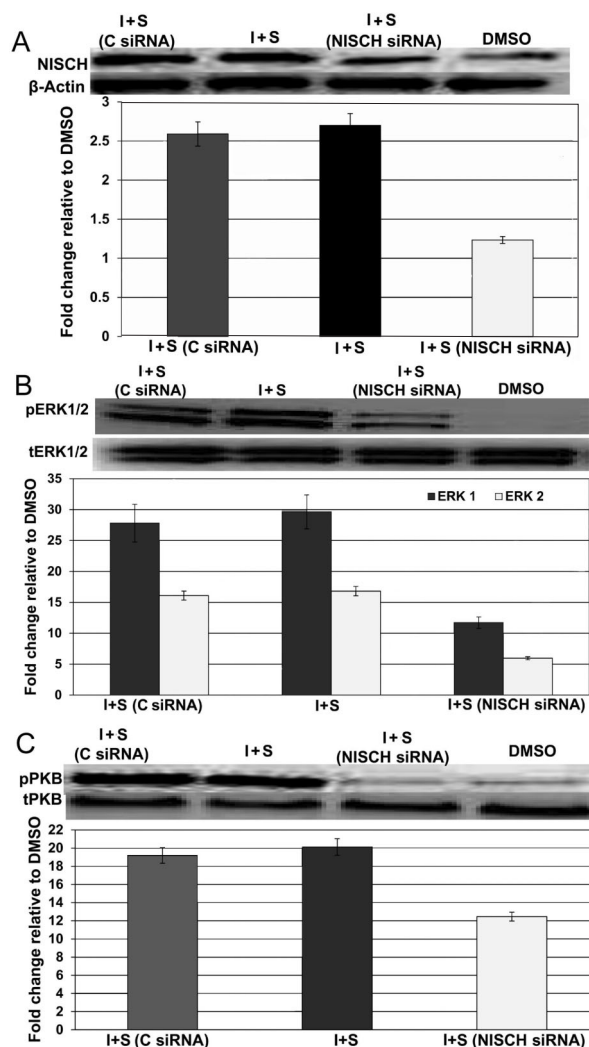 A
I+S
(C siRNA)
I+S
I+S
(NISCH siRNA)
DMSO
NISCH
β-Actin
Fold change relative to DMSO
3
2.5
2
1.5
1
0.5
0
I+S (C siRNA)
I+S
I+S (NISCH siRNA)
B
I+S
(C siRNA)
I+S
I+S
(NISCH siRNA)
DMSO
pERK1/2
tERK1/2
Fold change relative to DMSO
35
30
25
20
15
10
5
0
ERK 1 ERK 2
I+S (C siRNA)
I+S
I+S (NISCH siRNA)
C
I+S
(C siRNA)
I+S
I+S
(NISCH siRNA)
DMSO
pPKB
tPKB
Fold change relative to DMSO
22
20
18
16
14
12
10
8
6
4
2
0
I+S (C siRNA)
I+S
I+S (NISCH siRNA)